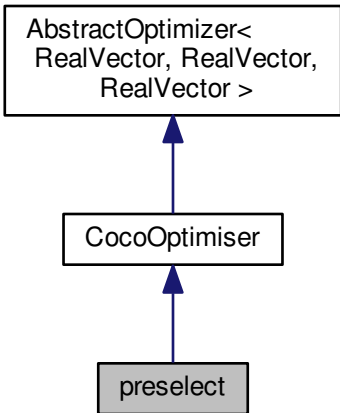 AbstractOptimizer<
RealVector, RealVector,
RealVector >
CocoOptimiser
preselect